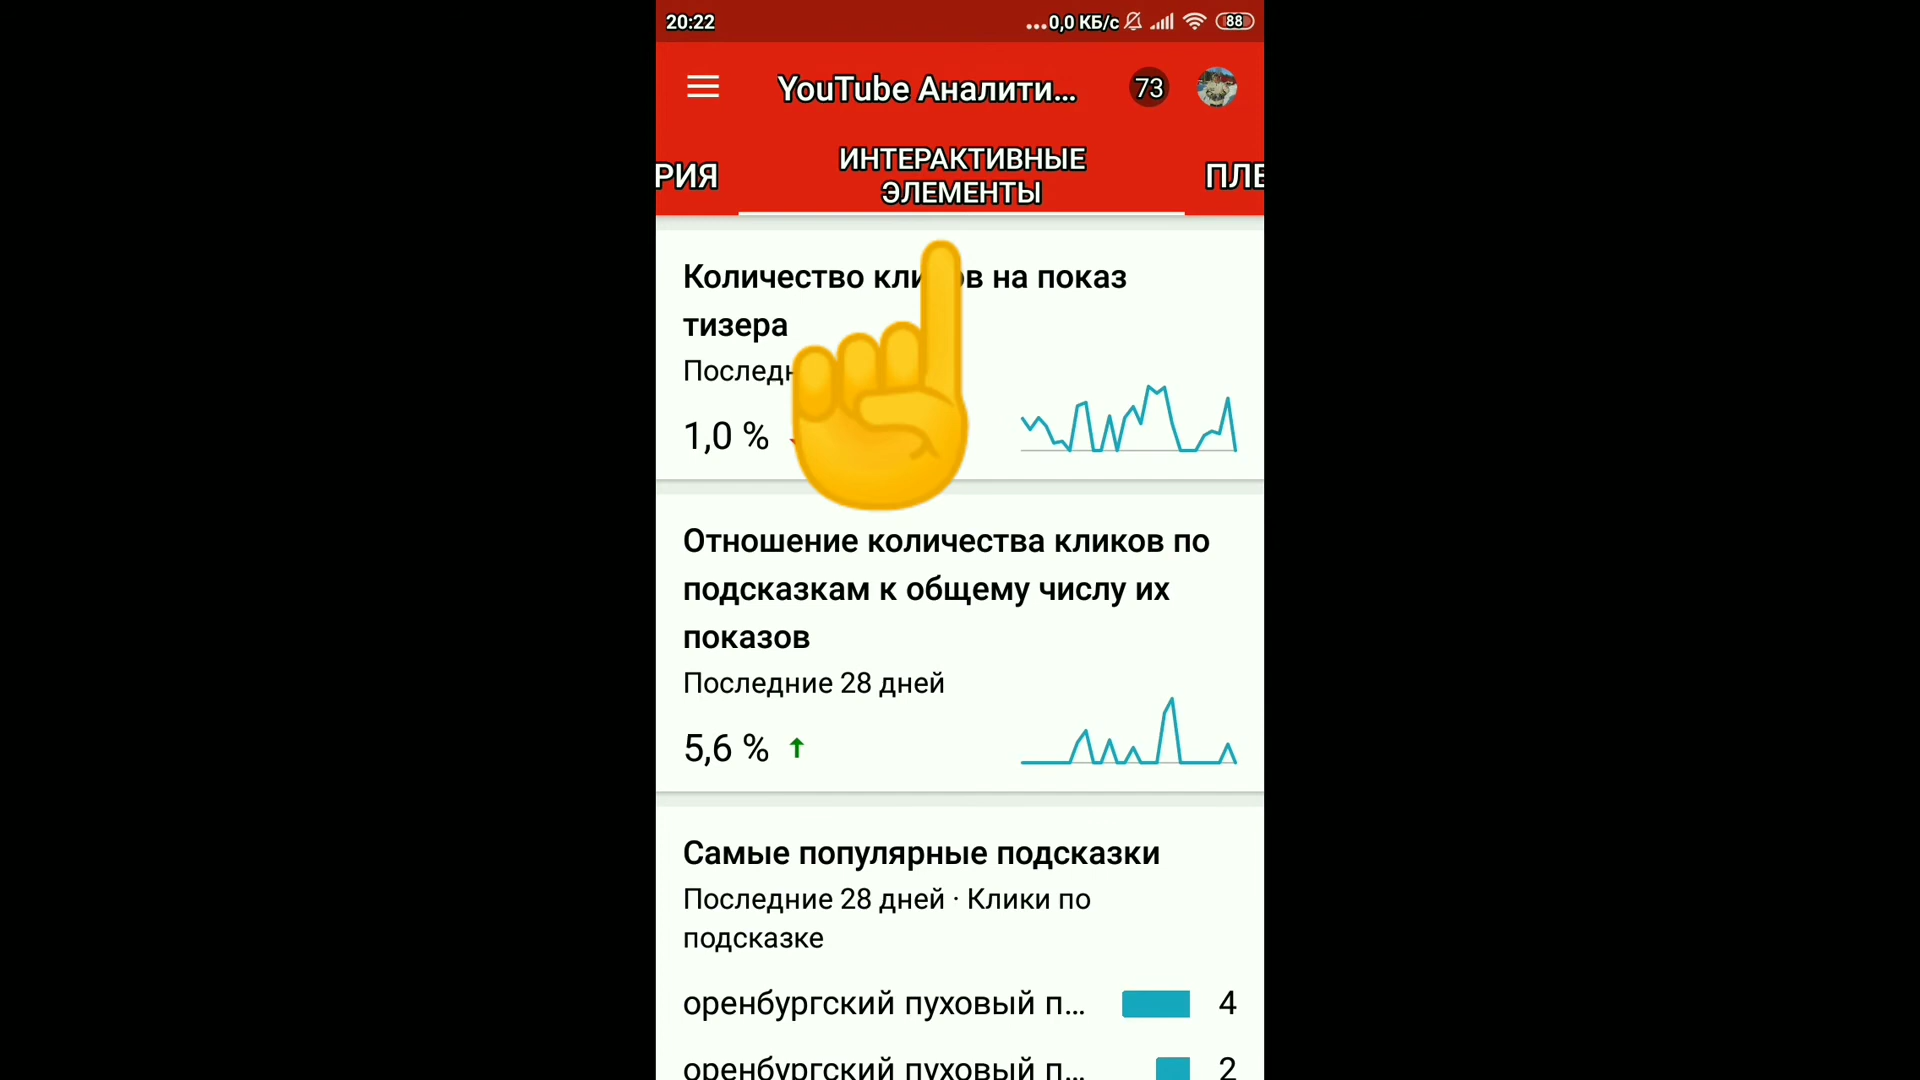 20:22
...0,0 КБ/с
88
YouTube Аналити...
73
РИЯ
ИНТЕРАКТИВНЫЕ
ЭЛЕМЕНТЫ
ПЛЕ
Количество на показ
тизера
1,0 %
Отношение количества кликов по
подсказкам к общему числу их
показов
Последние 28 дней
5,6 %
Самые популярные подсказки
Последние 28 дней · Клики по
подсказке
оренбургский пуховый п...
4
оренбургский пуховый п...
2